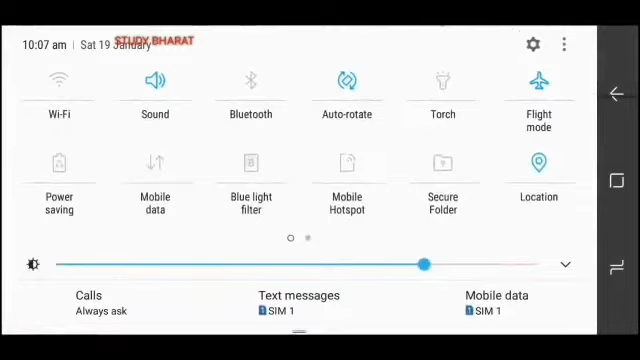 10:07 am | Sat 19 January
STUDY BHARAT
Wi-Fi
Sound
Bluetooth
Auto-rotate
Torch
Flight
mode
Power
saving
Mobile
data
Blue light
filter
Mobile
Hotspot
Secure
Folder
Location
Calls
Always ask
Text messages
1 SIM 1
Mobile data
1 SIM 1